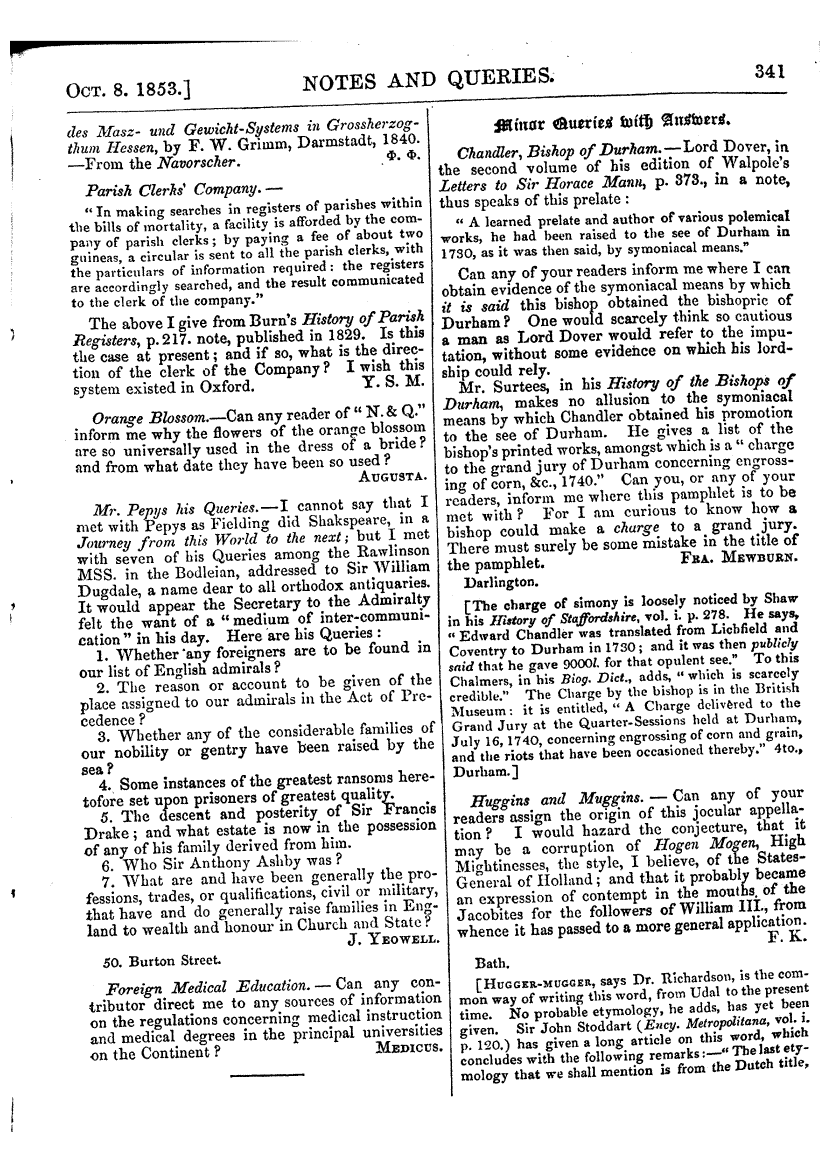 OCT. 8. 1853.]
NOTES AND QUERIES.
341
des Masz- und Gewicht-Systems in Grossherzog-
thum Hessen, by F. W. Grimm, Darmstadt, 1840.
—From the Navorscher.
Φ. Φ.
Parish Clerks' Company. —
“ In making searches in registers of parishes within
the bills of mortality, a facility is afforded by the com-
pany of parish clerks; by paying a fee of about two
guineas, a circular is sent to all the parish clerks, with
the particulars of information required: the registers
are accordingly searched, and the result communicated
to the clerk of the company.”
The above I give from Burn's History of Parish
Registers, p. 217. note, published in 1829. Is this
the case at present; and if so, what is the direc-
tion of the clerk of the Company? I wish this
system existed in Oxford. Y. S. M.
Orange Blossom.—Can any reader of “ N. & Q.”
inform me why the flowers of the orange blossom
are so universally used in the dress of a bride?
and from what date they have been so used?
AUGUSTA.
Mr. Pepys his Queries.—I cannot say that I
met with Pepys as Fielding did Shakspeare, in a
Journey from this World to the next; but I met
with seven of his Queries among the Rawlinson
MSS. in the Bodleian, addressed to Sir William
Dugdale, a name dear to all orthodox antiquaries.
It would appear the Secretary to the Admiralty
felt the want of a “ medium of inter-communi-
cation ” in his day. Here are his Queries:
1. Whether any foreigners are to be found in
our list of English admirals?
2. The reason or account to be given of the
place assigned to our admirals in the Act of Pre-
cedence?
3. Whether any of the considerable families of
our nobility or gentry have been raised by the
sea?
4. Some instances of the greatest ransoms here-
tofore set upon prisoners of greatest quality.
5. The descent and posterity of Sir Francis
Drake; and what estate is now in the possession
of any of his family derived from him.
6. Who Sir Anthony Ashby was?
7. What are and have been generally the pro-
fessions, trades, or qualifications, civil or military,
that have and do generally raise families in Eng-
land to wealth and honour in Church and State?
J. YEOWELL.
50. Burton Street.
Foreign Medical Education. — Can any con-
tributor direct me to any sources of information
on the regulations concerning medical instruction
and medical degrees in the principal universities
on the Continent? MEDICUS.
Minor Queries with Answers.
Chandler, Bishop of Durham.—Lord Dover, in
the second volume of his edition of Walpole's
Letters to Sir Horace Mann, p. 373., in a note,
thus speaks of this prelate:
“ A learned prelate and author of various polemical
works, he had been raised to the see of Durham in
1730, as it was then said, by symoniacal means.”
Can any of your readers inform me where I can
obtain evidence of the symoniacal means by which
it is said this bishop obtained the bishopric of
Durham? One would scarcely think so cautious
a man as Lord Dover would refer to the impu-
tation, without some evidence on which his lord-
ship could rely.
Mr. Surtees, in his History of the Bishops of
Durham, makes no allusion to the symoniacal
means by which Chandler obtained his promotion
to the see of Durham. He gives a list of the
bishop's printed works, amongst which is a “ charge
to the grand jury of Durham concerning engross-
ing of corn, &c., 1740.” Can you, or any of your
readers, inform me where this pamphlet is to be
met with? For I am curious to know how a
bishop could make a charge to a grand jury.
There must surely be some mistake in the title of
the pamphlet. FRA. MEWBURN.
Darlington.
[The charge of simony is loosely noticed by Shaw
in his History of Staffordshire, vol. i. p. 278. He says,
“ Edward Chandler was translated from Lichfield and
Coventry to Durham in 1730; and it was then publicly
said that he gave 9000l. for that opulent see.” To this
Chalmers, in his Biog. Dict., adds, “ which is scarcely
credible.” The Charge by the bishop is in the British
Museum: it is entitled, “ A Charge delivered to the
Grand Jury at the Quarter-Sessions held at Durham,
July 16, 1740, concerning engrossing of corn and grain,
and the riots that have been occasioned thereby.” 4to.,
Durham.]
Huggins and Muggins. — Can any of your
readers assign the origin of this jocular appella-
tion? I would hazard the conjecture, that it
may be a corruption of Hogen Mogen, High
Mightinesses, the style, I believe, of the States-
General of Holland; and that it probably became
an expression of contempt in the mouths of the
Jacobites for the followers of William III., from
whence it has passed to a more general application.
F. K.
Bath.
[HUGGER-MUGGER, says Dr. Richardson, is the com-
mon way of writing this word, from Udal to the present
time. No probable etymology, he adds, has yet been
given. Sir John Stoddart (Ency. Metropolitana, vol. i.
p. 120.) has given a long article on this word, which
concludes with the following remarks:—“ The last ety-
mology that we shall mention is from the Dutch title,